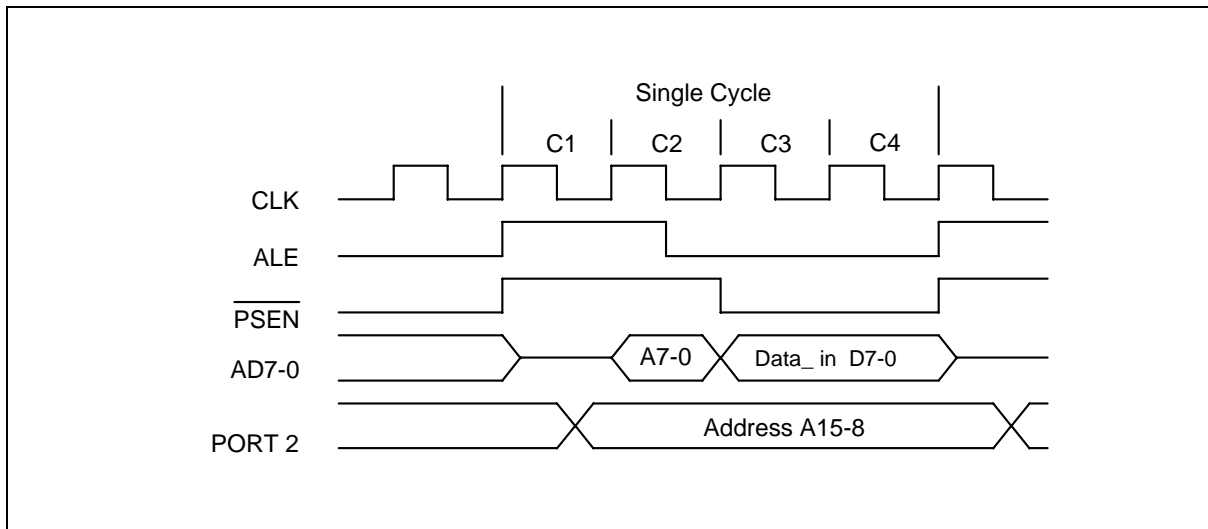 Single Cycle
C1 C2 C3 C4
CLK
ALE
PSEN
A7-0 Data_ in D7-0
AD7-0
Address A15-8
PORT 2